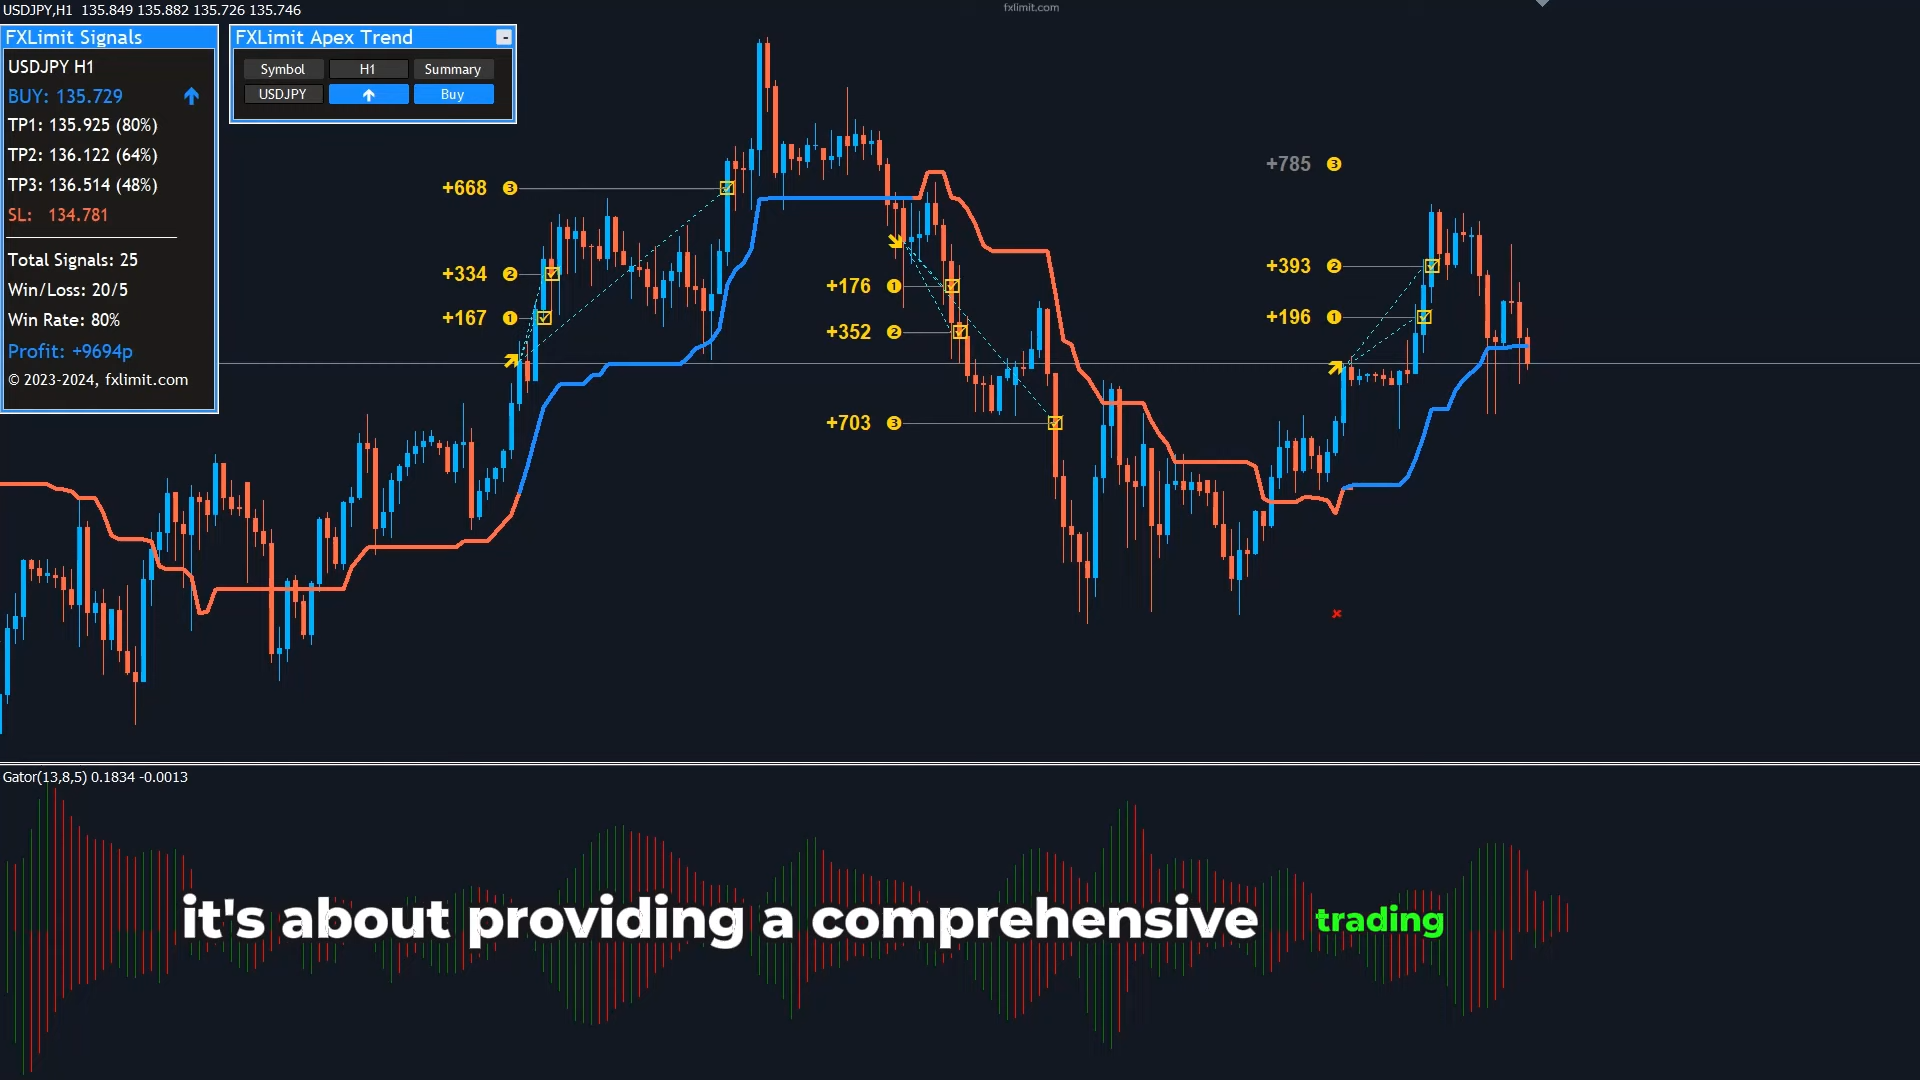 USDJPY,H1 135.849 135.882 135.726 135.746
fxlimit.com
FXLimit Signals
USDJPY H1
BUY: 135.729
TP1: 135.925 (80%)
TP2: 136.122 (64%)
TP3: 136.514 (48%)
SL: 134.781
Total Signals: 25
Win/Loss: 20/5
Win Rate: 80%
Profit: +9694p
© 2023-2024, fxlimit.com
FXLimit Apex Trend -
Symbol H1 Summary
USDJPY Buy
+668 3
+334 2
+167 1
+176 1
+352 2
+703 3
+785 3
+393 2
+196 1
Gator(13,8,5) 0.1834 -0.0013
it's about providing a comprehensive trading